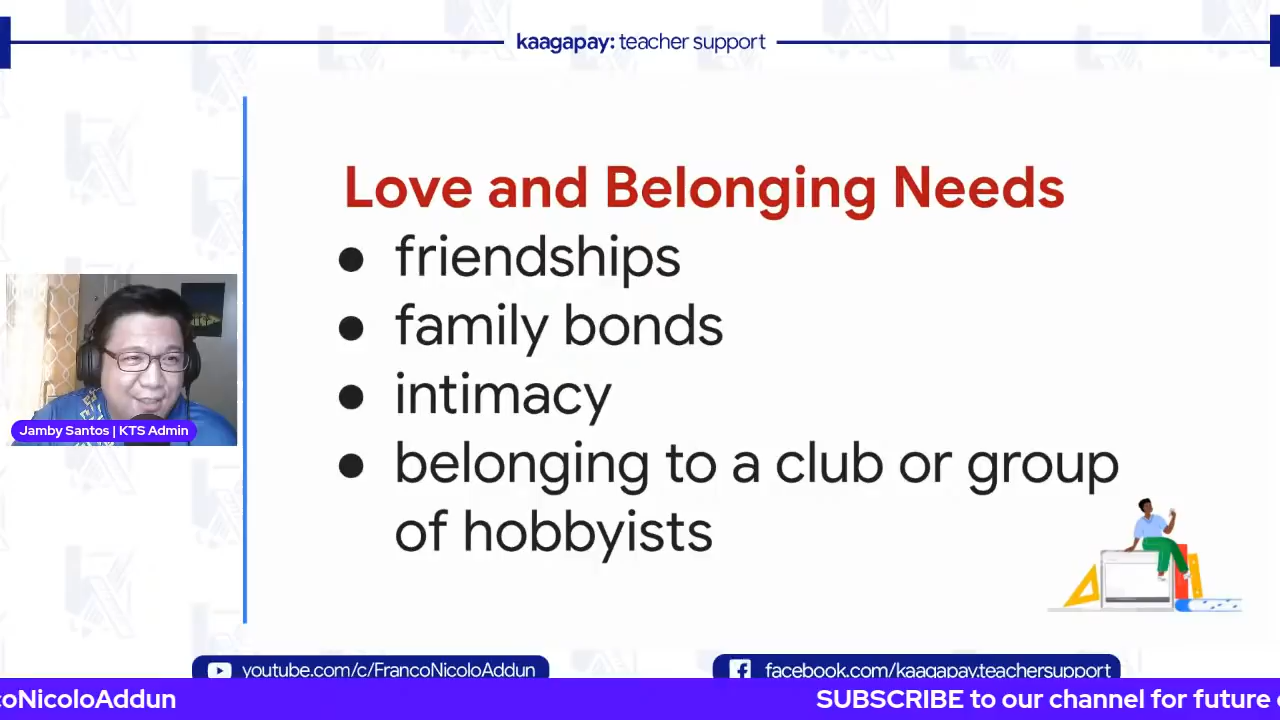 kaagapay: teacher support
Love and Belonging Needs
● friendships
● family bonds
● intimacy
● belonging to a club or group
of hobbyists
Jamby Santos | KTS Admin
youtube.com/c/FrancoNicoloAddun
facebook.com/kaagapay.teachersupport
coNicoloAddun
SUBSCRIBE to our channel for future